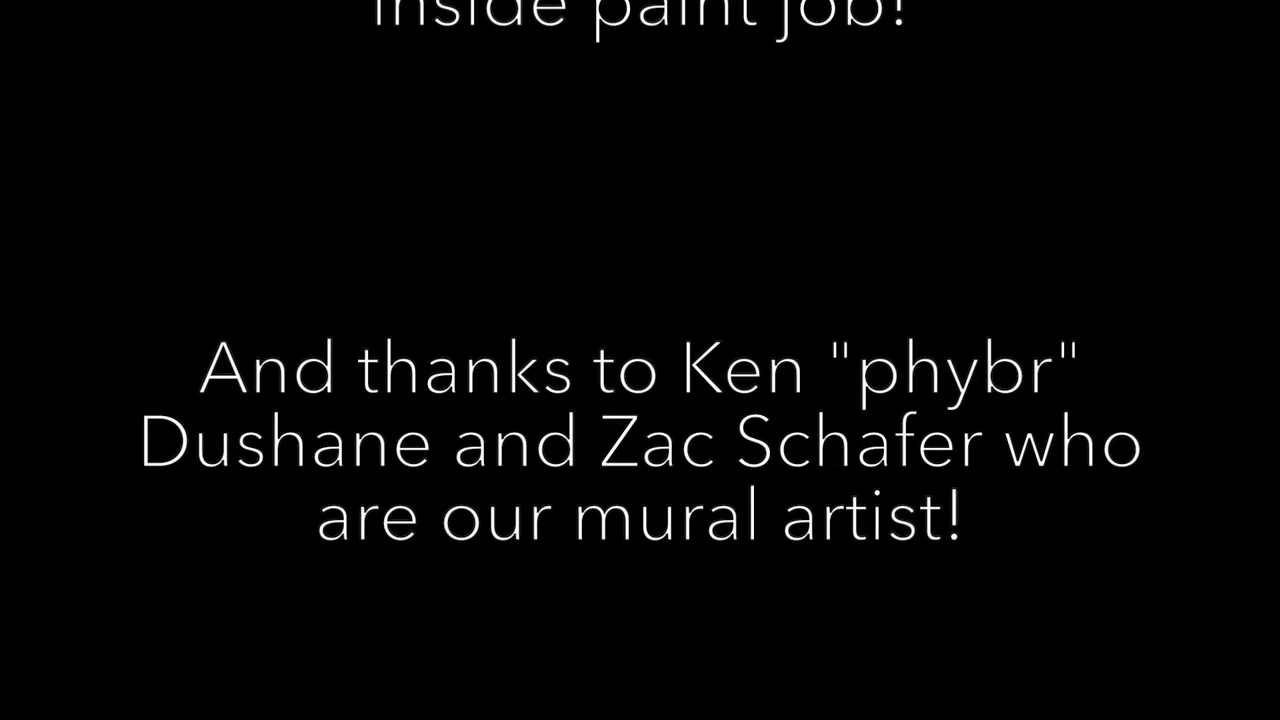 inside paint job!
And thanks to Ken "phybr"
Dushane and Zac Schafer who
are our mural artist!